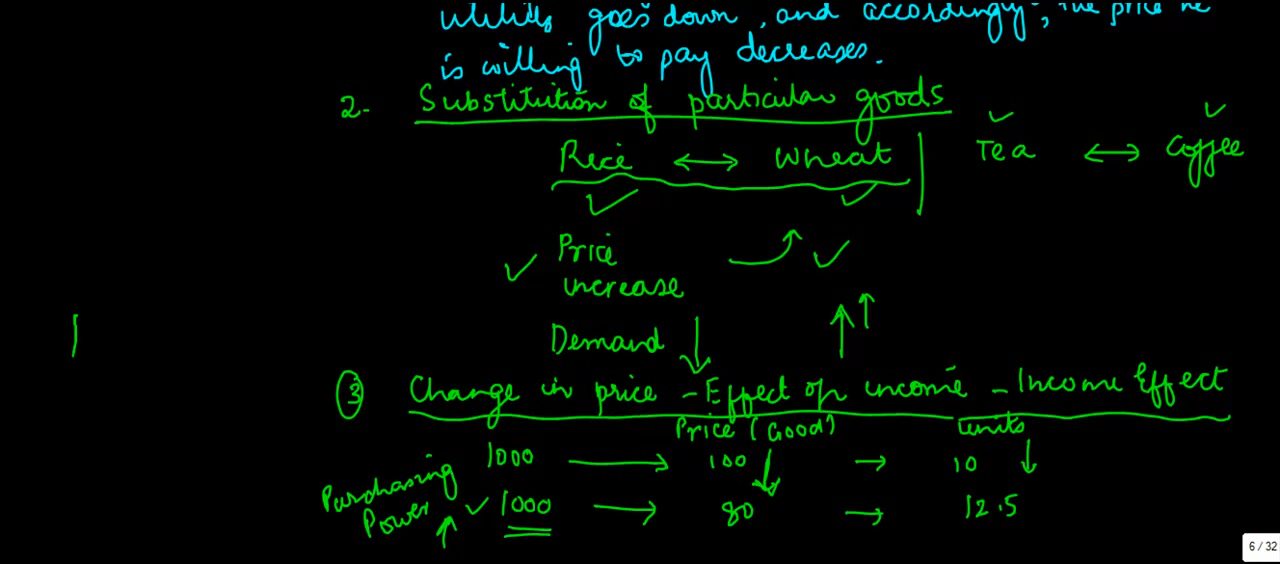 utility goes down, and accordingly, the price he
is willing to pay decreases.
2- Substituition of particular goods
Rice ↔ Wheat | Tea ↔ Coffee
Price increase
Demand ↓ ↑↑
③ Change in price - Effect on income - Income Effect
Price (Good) Units
1000 → 100 ↓ → 10 ↓
Purchasing Power ↑ 1000 → 80 → 12.5
6 / 32